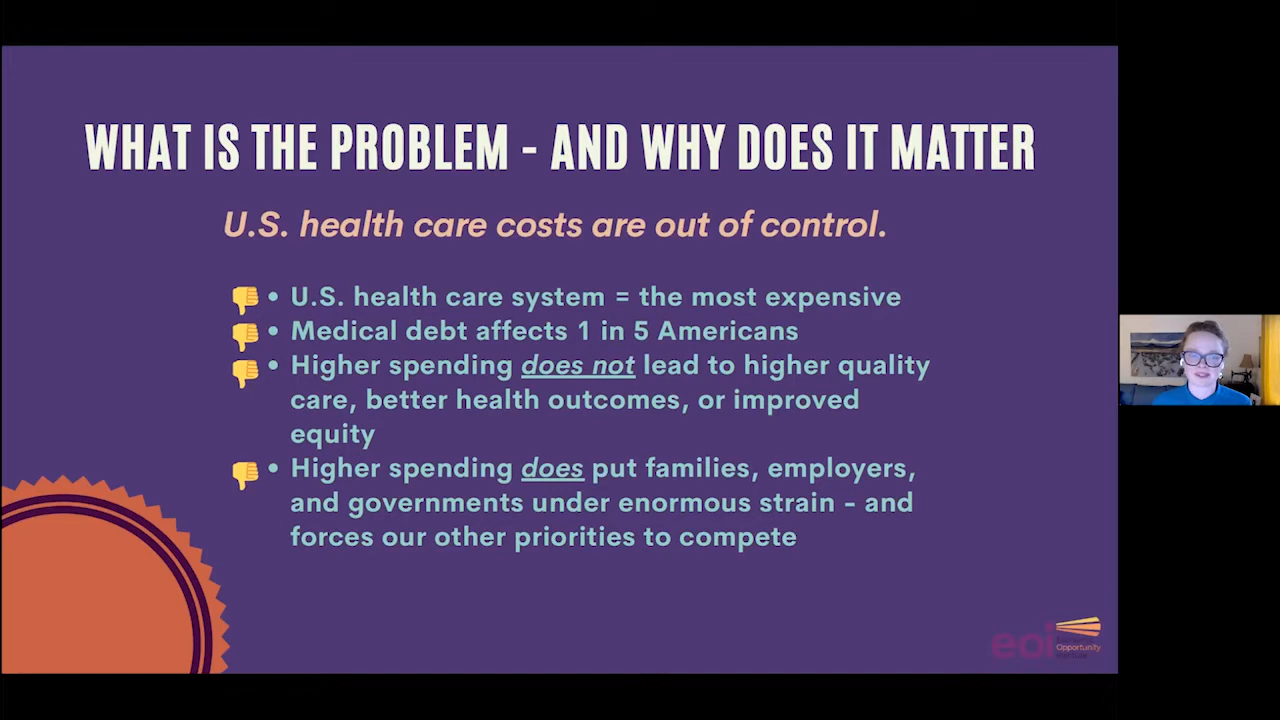 WHAT IS THE PROBLEM - AND WHY DOES IT MATTER
U.S. health care costs are out of control.
• U.S. health care system = the most expensive
• Medical debt affects 1 in 5 Americans
• Higher spending does not lead to higher quality
care, better health outcomes, or improved
equity
• Higher spending does put families, employers,
and governments under enormous strain - and
forces our other priorities to compete
eoi
Opportunity